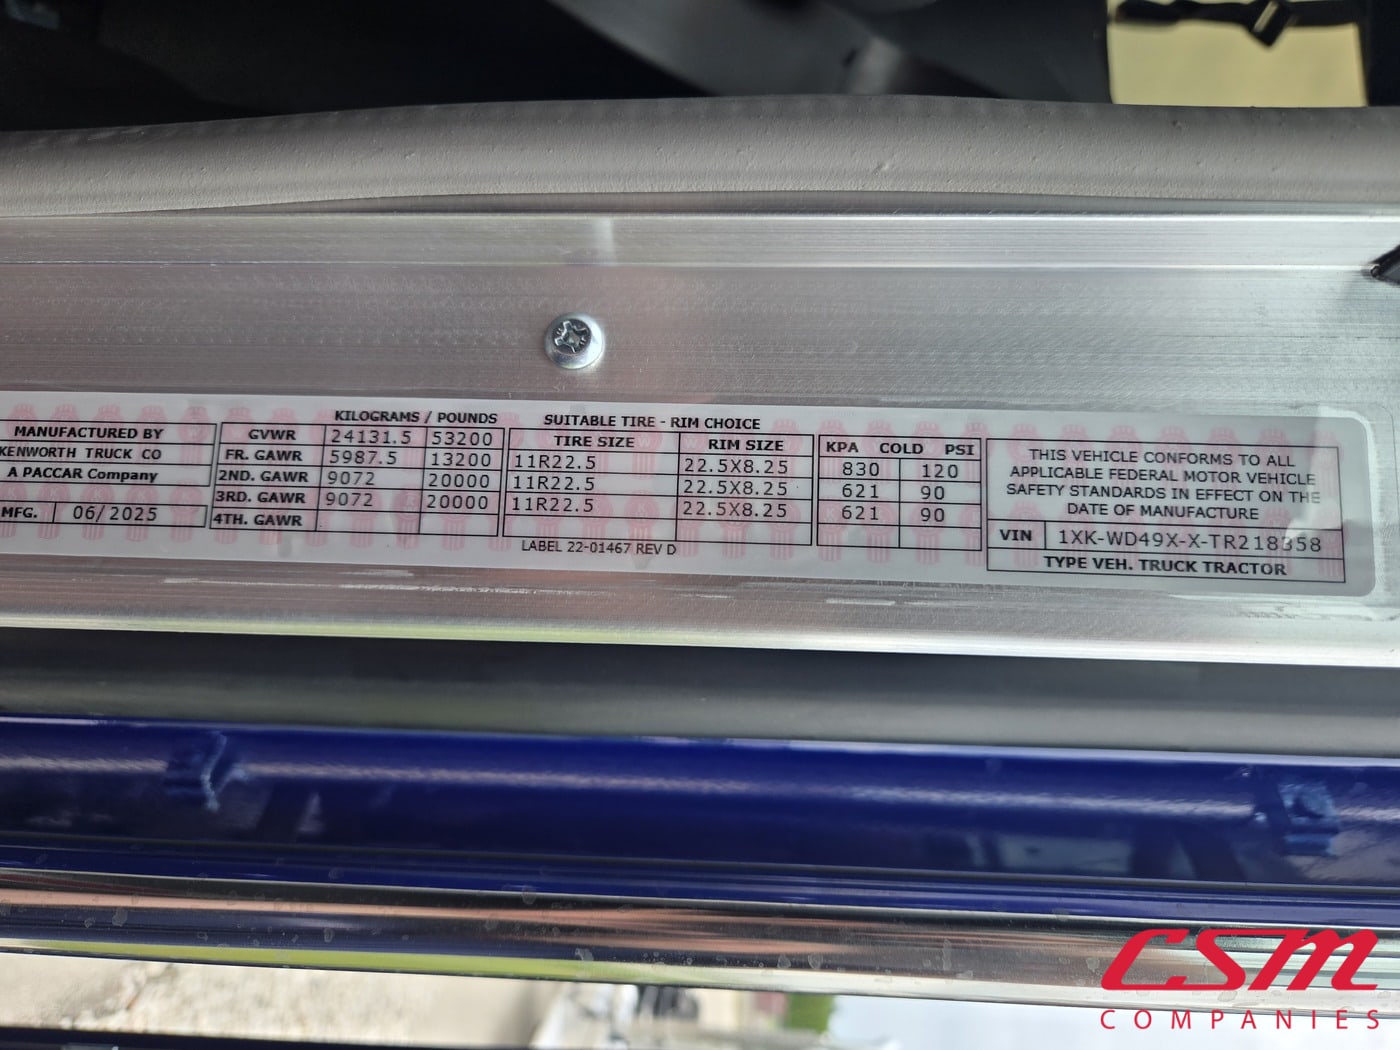 MANUFACTURED BY
KENWORTH TRUCK CO
A PACCAR Company
MFG. 06/2025
KILOGRAMS / POUNDS
GVWR 24131.5 53200
FR. GAWR 5987.5 13200
2ND. GAWR 9072 20000
3RD. GAWR 9072 20000
4TH. GAWR
SUITABLE TIRE - RIM CHOICE
TIRE SIZE RIM SIZE
11R22.5 22.5X8.25
11R22.5 22.5X8.25
11R22.5 22.5X8.25
KPA COLD PSI
830 120
621 90
621 90
LABEL 22-01467 REV D
THIS VEHICLE CONFORMS TO ALL
APPLICABLE FEDERAL MOTOR VEHICLE
SAFETY STANDARDS IN EFFECT ON THE
DATE OF MANUFACTURE
VIN 1XK-WD49X-X-TR218358
TYPE VEH. TRUCK TRACTOR
CSM
COMPANIES